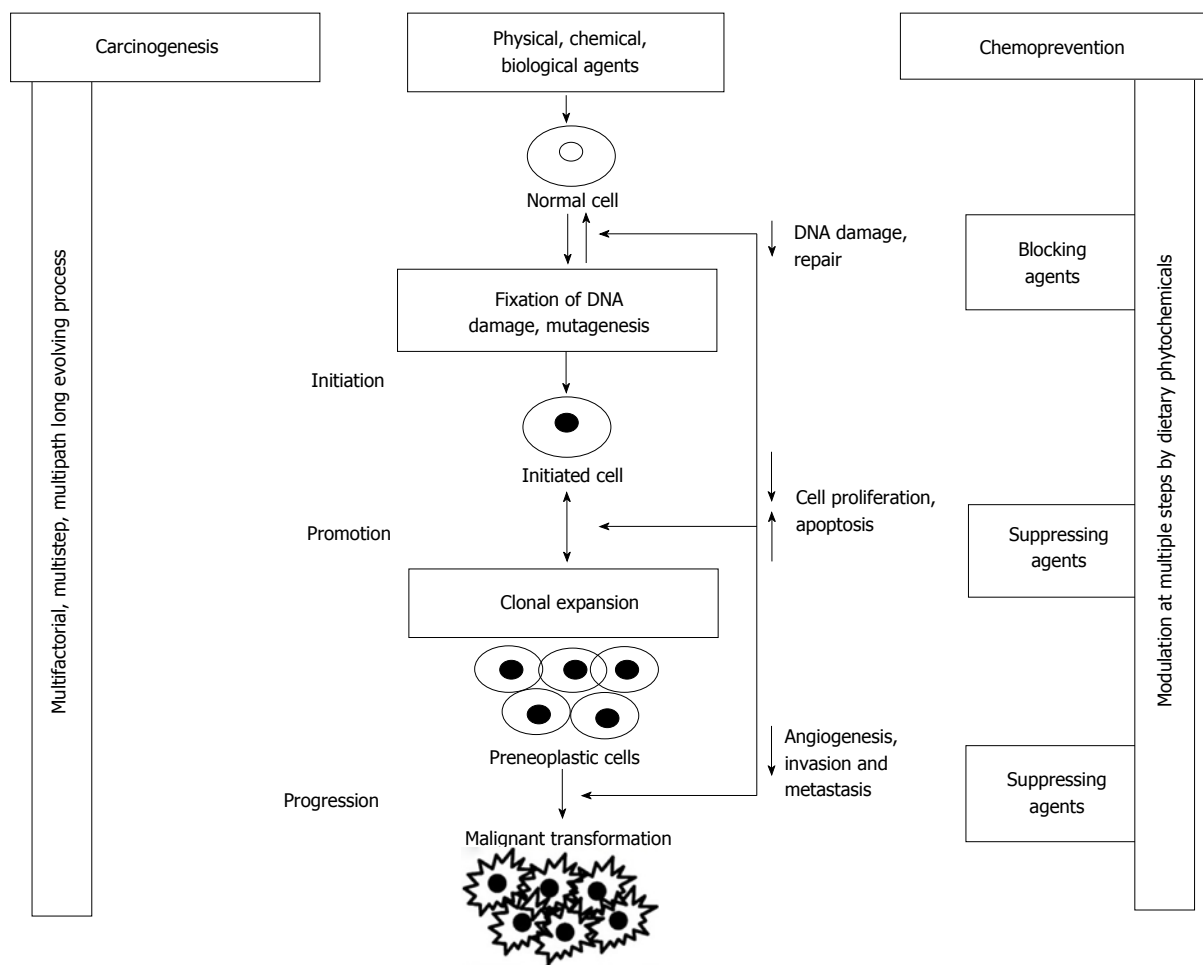 Carcinogenesis
Physical, chemical,
biological agents
Chemoprevention
Multifactorial, multistep, multipath long evolving process
Normal cell
DNA damage,
repair
Blocking
agents
Fixation of DNA
damage, mutagenesis
Initiation
Initiated cell
Cell proliferation,
apoptosis
Promotion
Suppressing
agents
Clonal expansion
Preneoplastic cells
Angiogenesis,
invasion and
metastasis
Suppressing
agents
Progression
Malignant transformation
Modulation at multiple steps by dietary phytochemicals